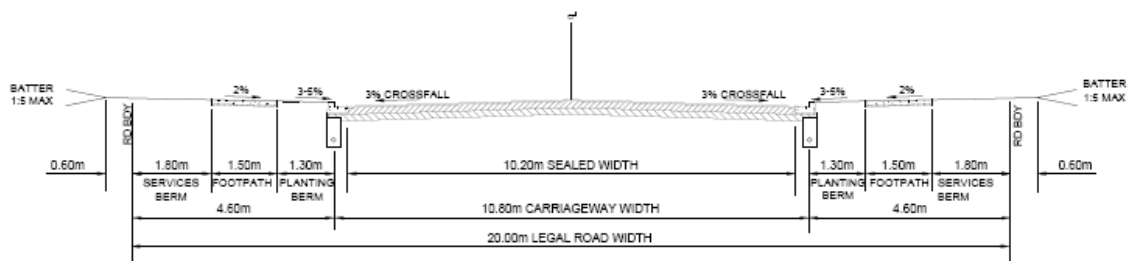 ℄
BATTER
1:5 MAX
2%
3-5%
3% CROSSFALL
3% CROSSFALL
3-5%
2%
BATTER
1:5 MAX
RD BDY
RD BDY
0.60m
1.80m
1.50m
1.30m
10.20m SEALED WIDTH
1.30m
1.50m
1.80m
0.60m
SERVICES
BERM
FOOTPATH
PLANTING
BERM
PLANTING
BERM
FOOTPATH
SERVICES
BERM
4.60m
10.80m CARRIAGEWAY WIDTH
4.60m
20.00m LEGAL ROAD WIDTH